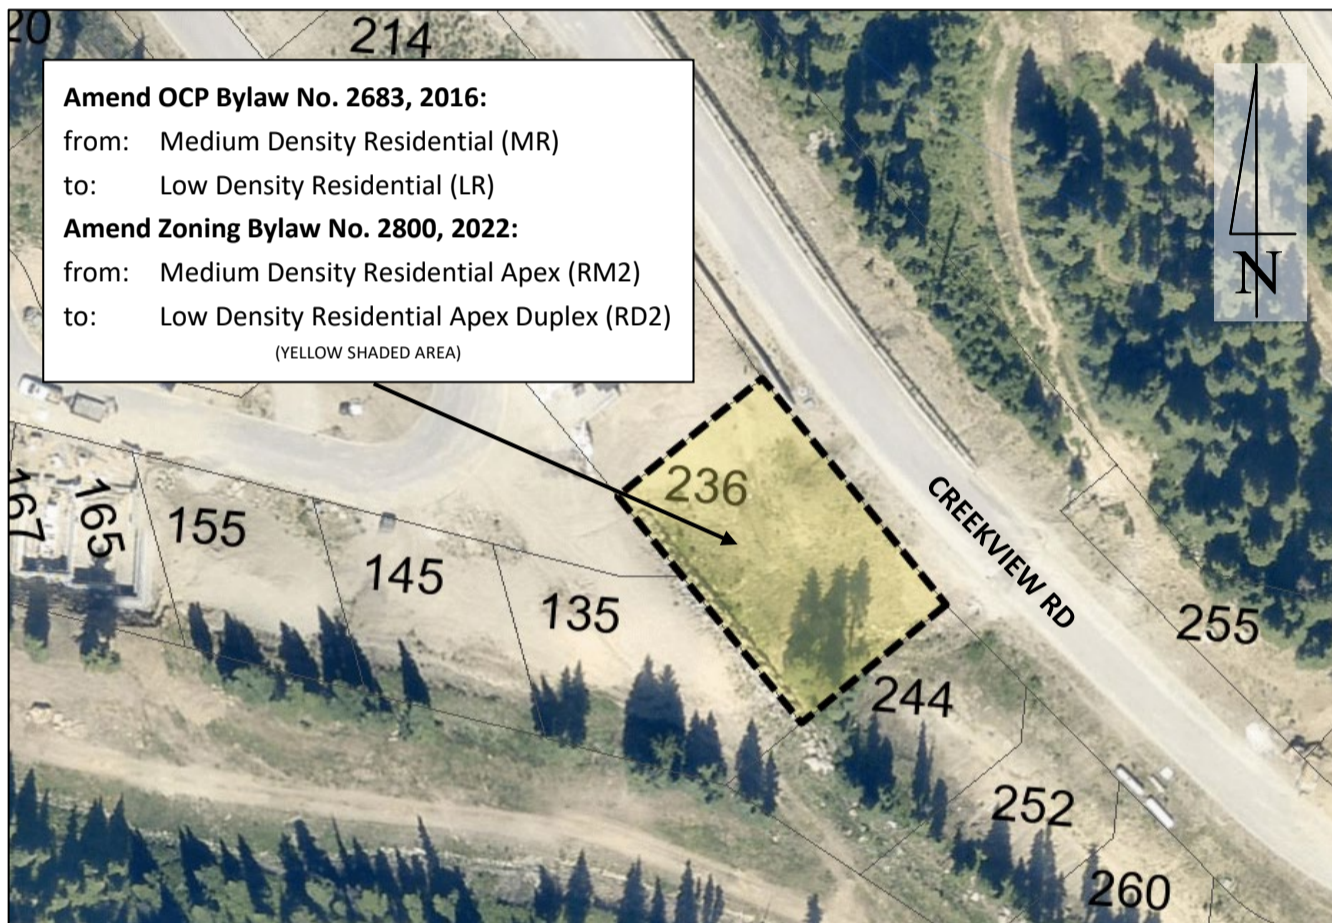 20
214
Amend OCP Bylaw No. 2683, 2016:
from: Medium Density Residential (MR)
to: Low Density Residential (LR)
Amend Zoning Bylaw No. 2800, 2022:
from: Medium Density Residential Apex (RM2)
to: Low Density Residential Apex Duplex (RD2)
(YELLOW SHADED AREA)
N
236
CREEKVIEW RD
167
165
155
145
135
255
244
252
260